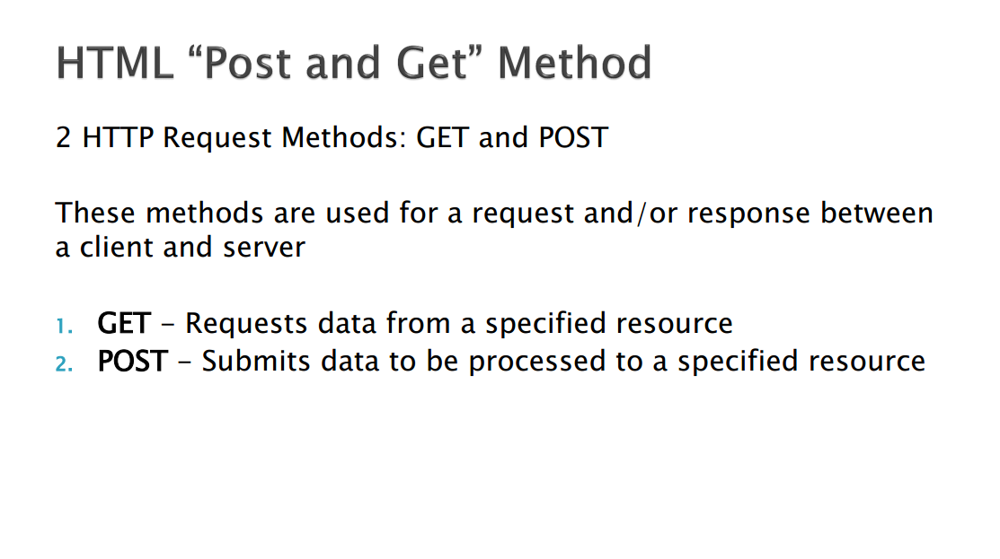 HTML “Post and Get” Method
2 HTTP Request Methods: GET and POST
These methods are used for a request and/or response between
a client and server
1. GET – Requests data from a specified resource
2. POST – Submits data to be processed to a specified resource